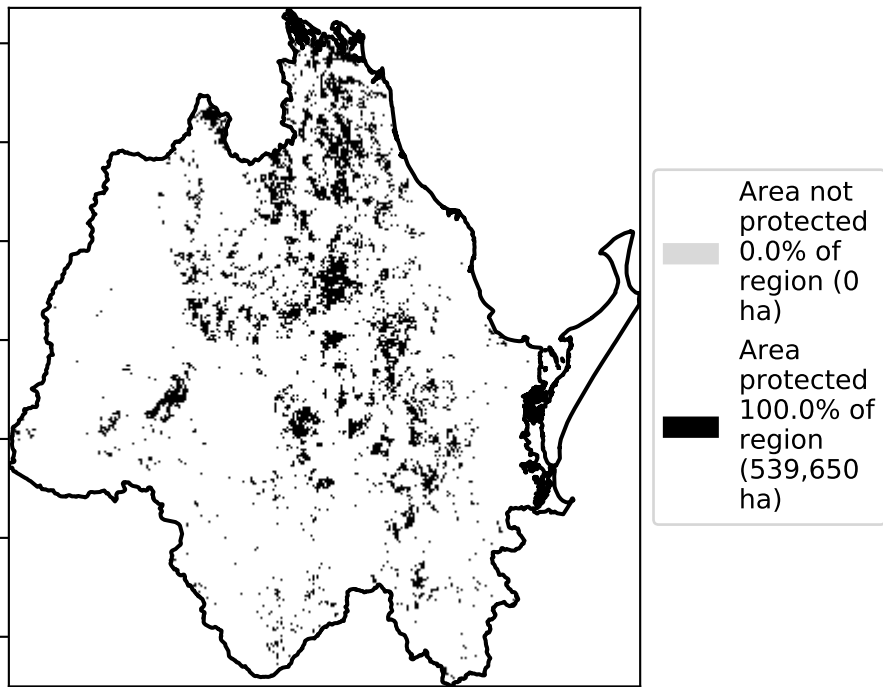 Area not
protected
0.0% of
region (0
ha)
Area
protected
100.0% of
region
(539,650
ha)